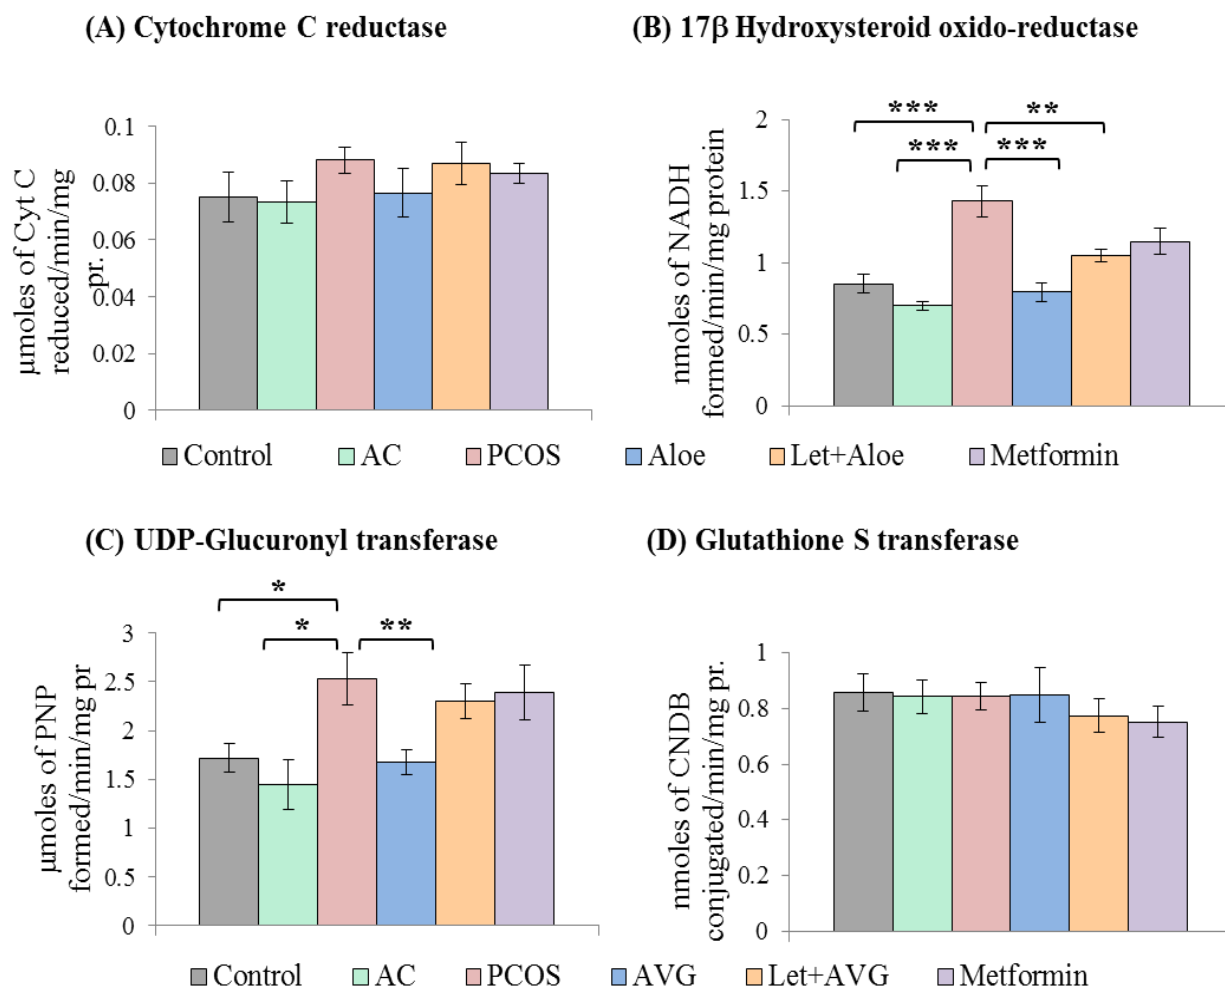 (A) Cytochrome C reductase
(B) 17β Hydroxysteroid oxido-reductase
μmoles of Cyt C
reduced/min/mg
pr.
0.1
0.08
0.06
0.04
0.02
0
nmoles of NADH
formed/min/mg protein
2
1.5
1
0.5
0
***
**
***
***
Control
AC
PCOS
Aloe
Let+Aloe
Metformin
(C) UDP-Glucuronyl transferase
(D) Glutathione S transferase
μmoles of PNP
formed/min/mg pr
3
2.5
2
1.5
1
0.5
0
*
*
**
nmoles of CNDB
conjugated/min/mg pr.
1
0.8
0.6
0.4
0.2
0
Control
AC
PCOS
AVG
Let+AVG
Metformin